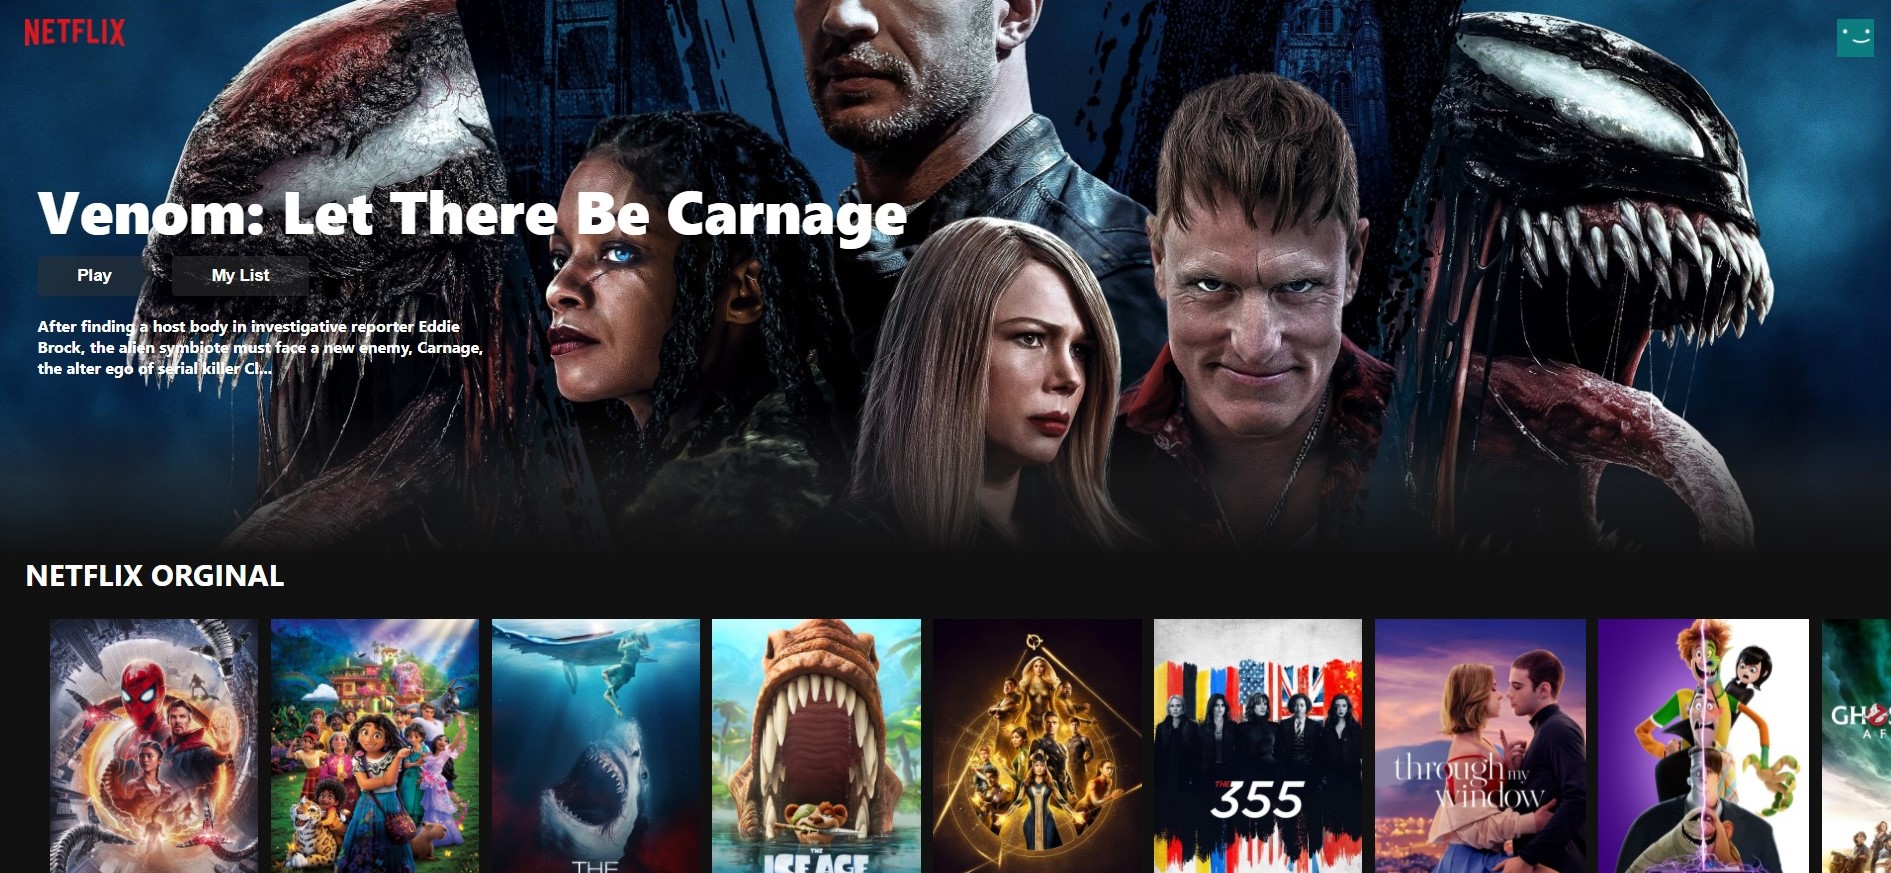 NETFLIX
Venom: Let There Be Carnage
Play
My List
After finding a host body in investigative reporter Eddie
Brock, the alien symbiote must face a new enemy, Carnage,
the alter ego of serial killer Cl...
NETFLIX ORGINAL
THE
THE
ICE AGE
THE
355
through my
window
GH
AF